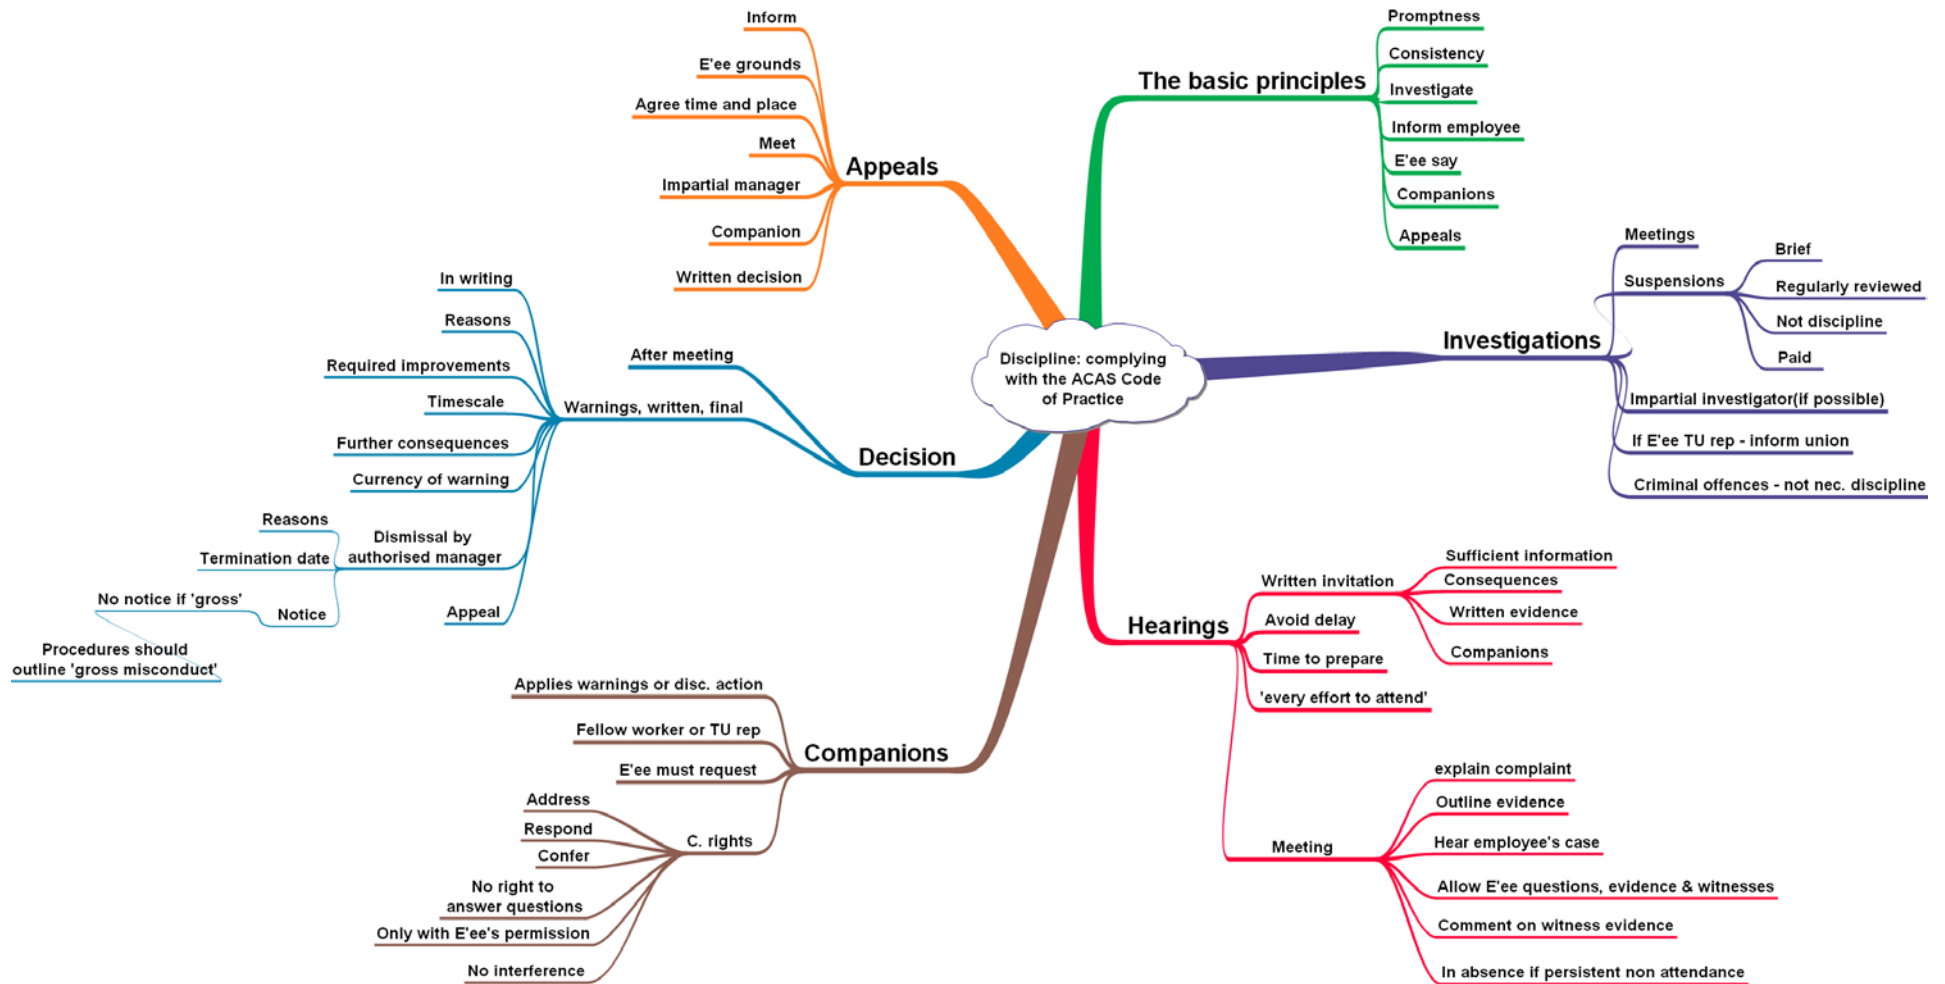 Discipline: complying
with the ACAS Code
of Practice
The basic principles
Promptness
Consistency
Investigate
Inform employee
E'ee say
Companions
Appeals
Investigations
Meetings
Suspensions
Brief
Regularly reviewed
Not discipline
Paid
Impartial investigator(if possible)
If E'ee TU rep - inform union
Criminal offences - not nec. discipline
Hearings
Written invitation
Sufficient information
Consequences
Written evidence
Companions
Avoid delay
Time to prepare
'every effort to attend'
Meeting
explain complaint
Outline evidence
Hear employee's case
Allow E'ee questions, evidence & witnesses
Comment on witness evidence
In absence if persistent non attendance
Companions
Applies warnings or disc. action
Fellow worker or TU rep
E'ee must request
C. rights
Address
Respond
Confer
No right to
answer questions
Only with E'ee's permission
No interference
Decision
After meeting
Warnings, written, final
In writing
Reasons
Required improvements
Timescale
Further consequences
Currency of warning
Dismissal by
authorised manager
Reasons
Termination date
Notice
No notice if 'gross'
Procedures should
outline 'gross misconduct'
Appeal
Appeals
Inform
E'ee grounds
Agree time and place
Meet
Impartial manager
Companion
Written decision